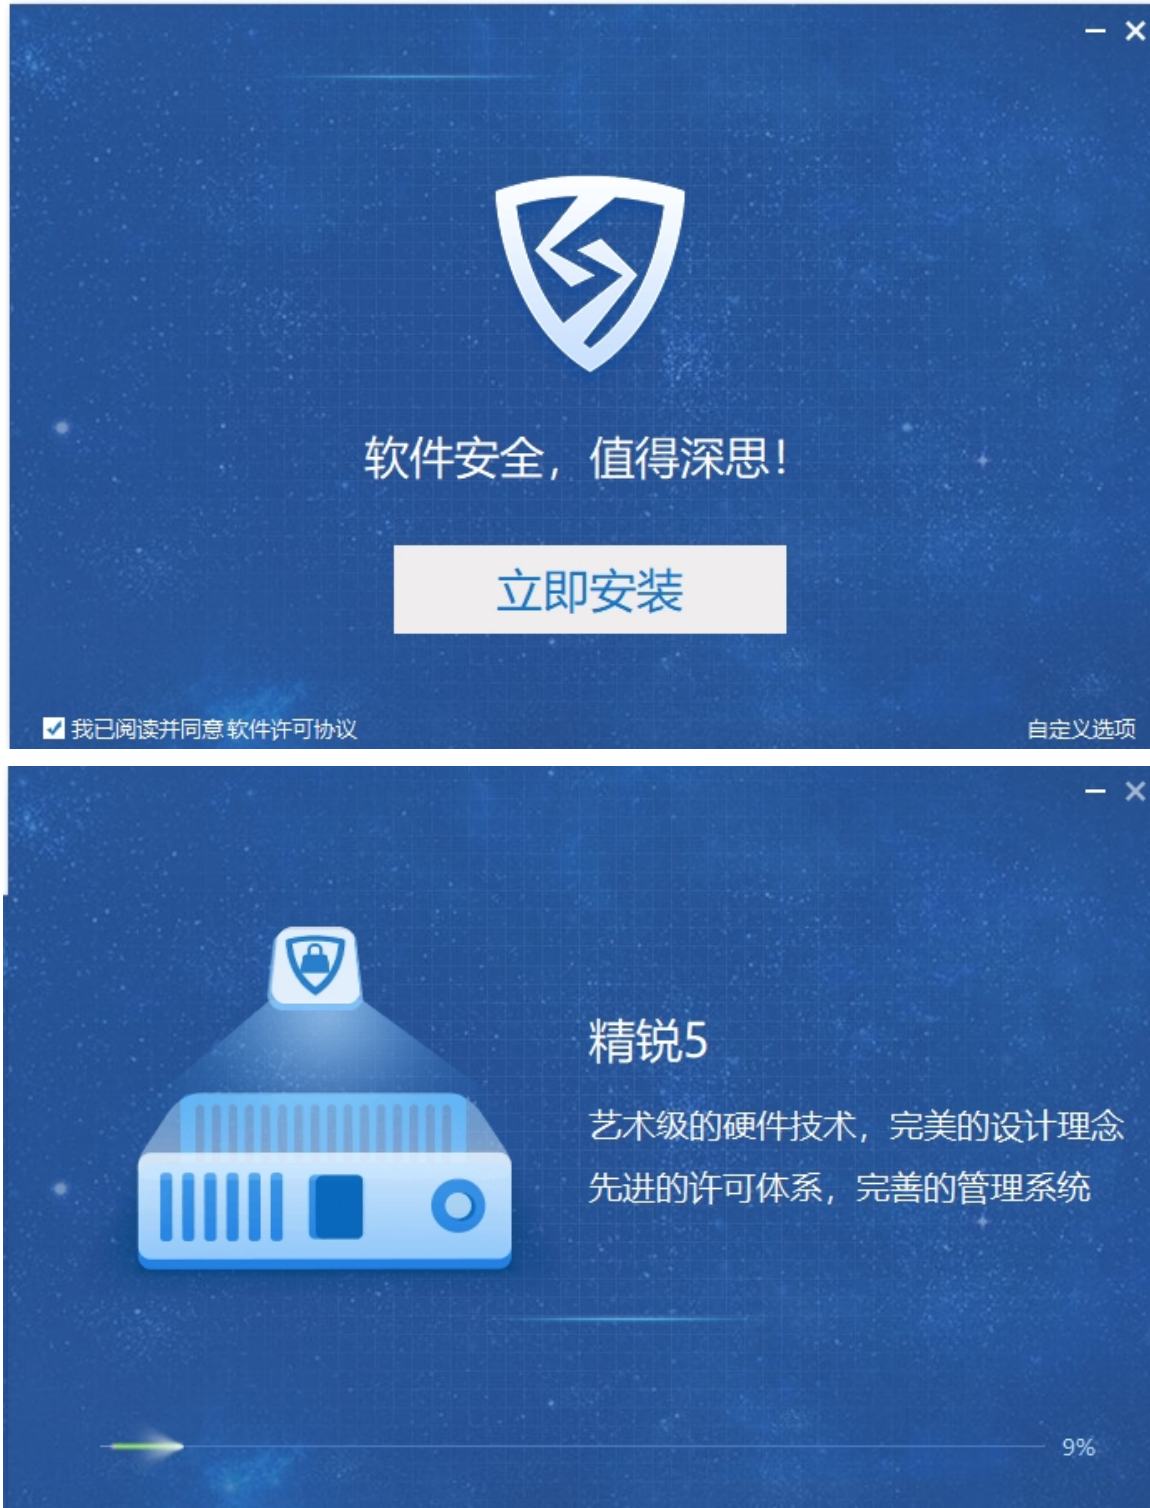 软件安全，值得深思！
立即安装
我已阅读并同意 软件许可协议
自定义选项
精锐5
艺术级的硬件技术，完美的设计理念
先进的许可体系，完善的管理系统
9%